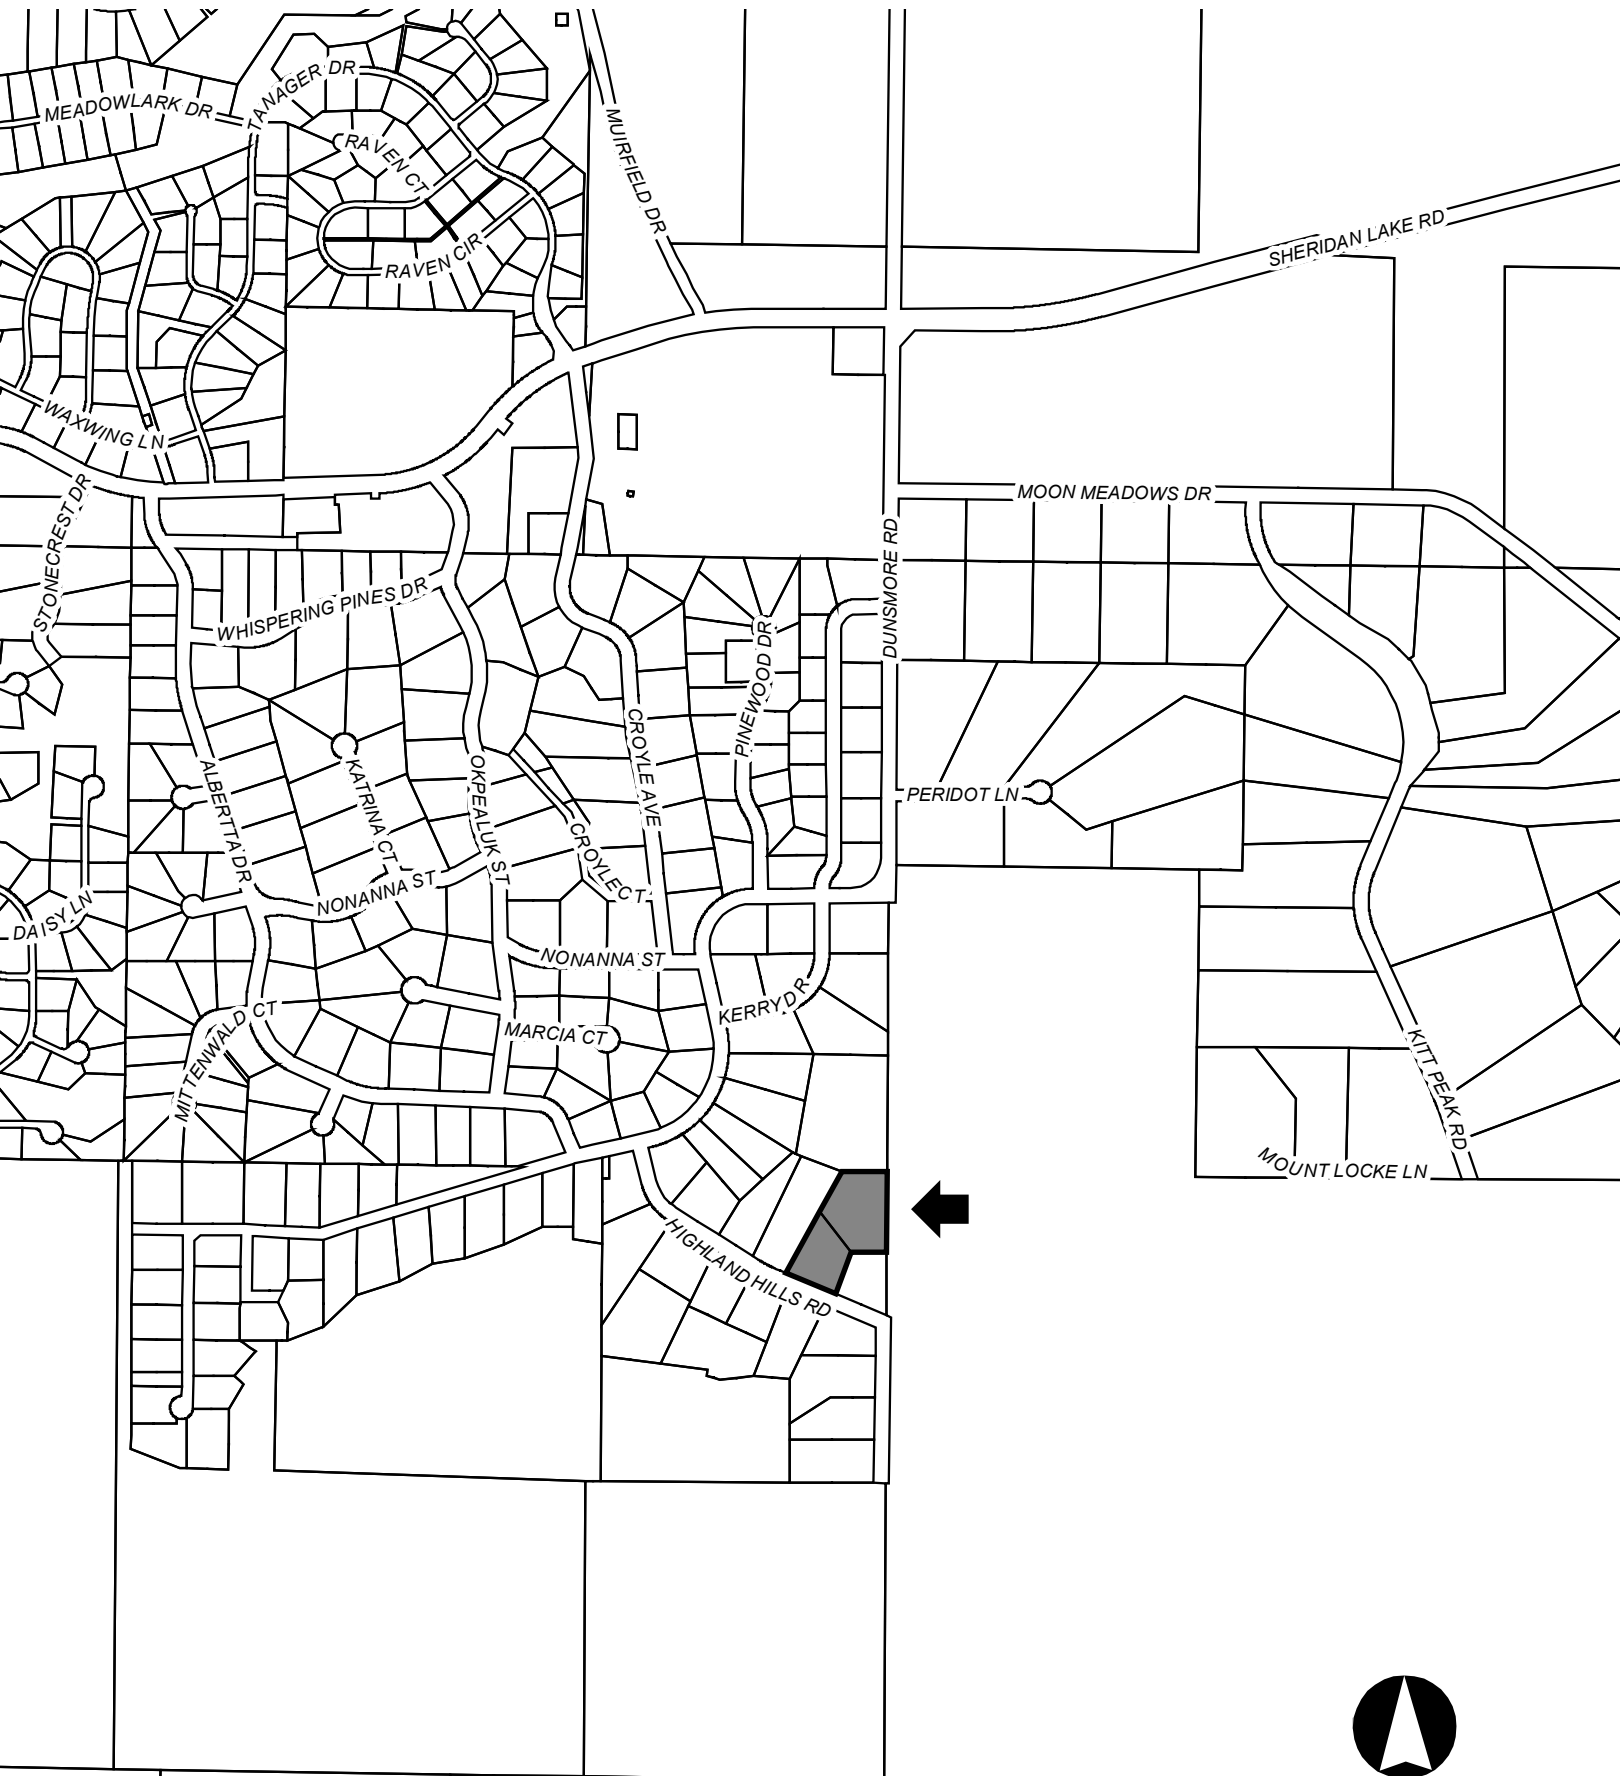 TANAGER DR
MEADOWLARK DR
RAVEN CT
MUIRFIELD DR
RAVEN CIR
SHERIDAN LAKE RD
WAXWING LN
STONECREST DR
MOON MEADOWS DR
DUNSMORE RD
WHISPERING PINES DR
PINEWOOD DR
CROYLE AVE
ALBERTTA DR
KATRINA CT
OKPEALUK ST
PERIDOT LN
CROYLE CT
NONANNA ST
DAISY LN
NONANNA ST
KERRY DR
MITTENWALD CT
MARCIA CT
KITT PEAK RD
MOUNT LOCKE LN
HIGHLAND HILLS RD